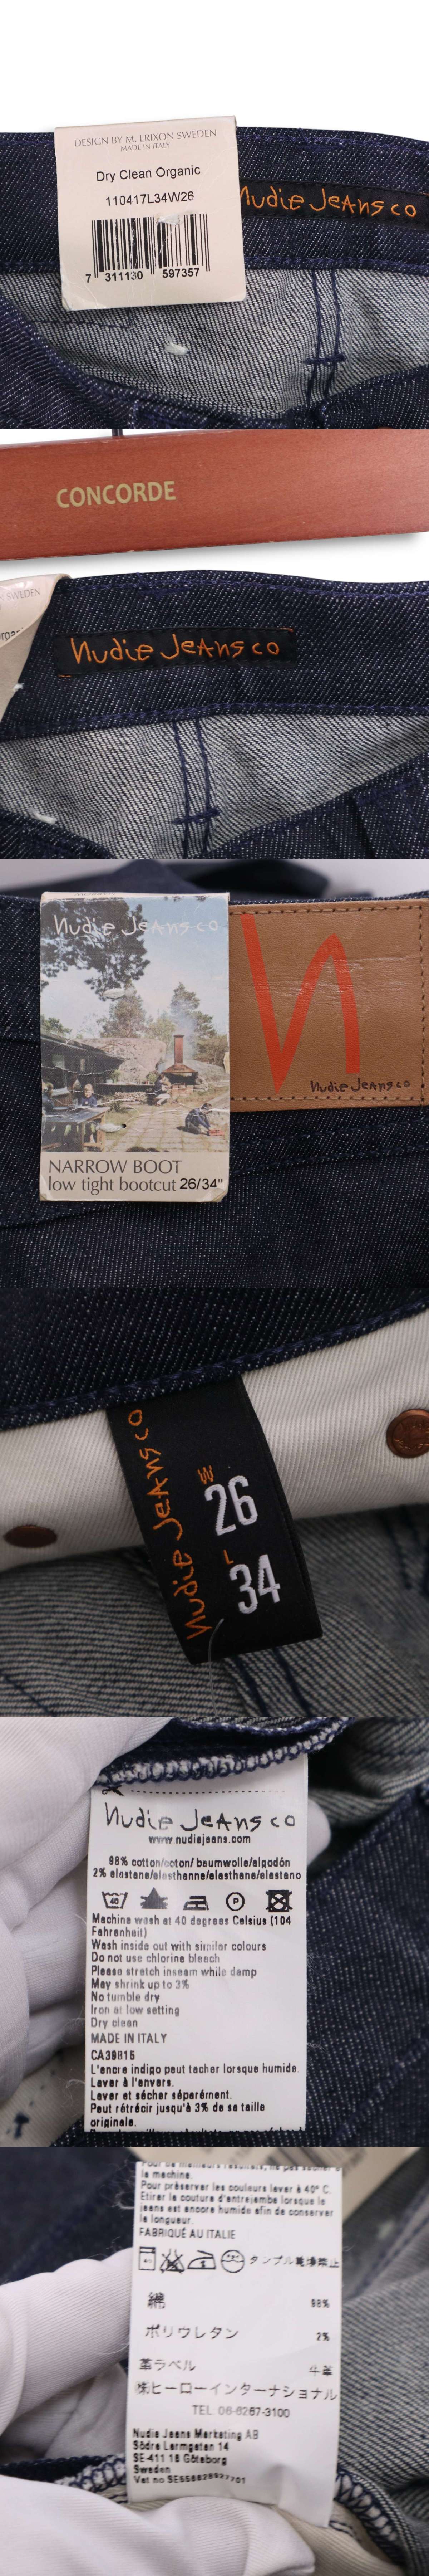 DESIGN BY M. ERIXON SWEDEN
MADE IN ITALY
Dry Clean Organic
110417L34W26
7 311130 597357
Nudie Jeans co
CONCORDE
SWEDEN
Nudie Jeans co
Nudie Jeans co
NARROW BOOT
low tight bootcut 26/34"
Nudie Jeans co
Nudie Jeans co
W
26
L
34
Nudie Jeans co
www.nudiejeans.com
98% cotton/coton/baumwolle/algodón
2% elastane/elasthanne/elasthane/elastano
40
P
Machine wash at 40 degrees Celsius (104
Fahrenheit)
Wash inside out with similar colours
Do not use chlorine bleach
Please stretch inseam while damp
May shrink up to 3%
No tumble dry
Iron at low setting
Dry clean
MADE IN ITALY
CA39815
L'encre indigo peut tacher lorsque humide.
Laver à l'envers.
Laver et sécher séparément.
Peut rétrécir jusqu'à 3% de sa taille
originale.
la machine.
Pour préserver les couleurs laver à 40° C.
Etirer la couture d'entrejambe lorsque le
jeans est encore humide afin de conserver
la longueur.
FABRIQUÉ AU ITALIE
タンブル乾燥禁止
綿 98%
ポリウレタン 2%
革ラベル 牛革
㈱ヒーローインターナショナル
TEL. 06-6267-3100
Nudie Jeans Marketing AB
Södra Larmgatan 14
SE-411 16 Göteborg
Sweden
Vat no